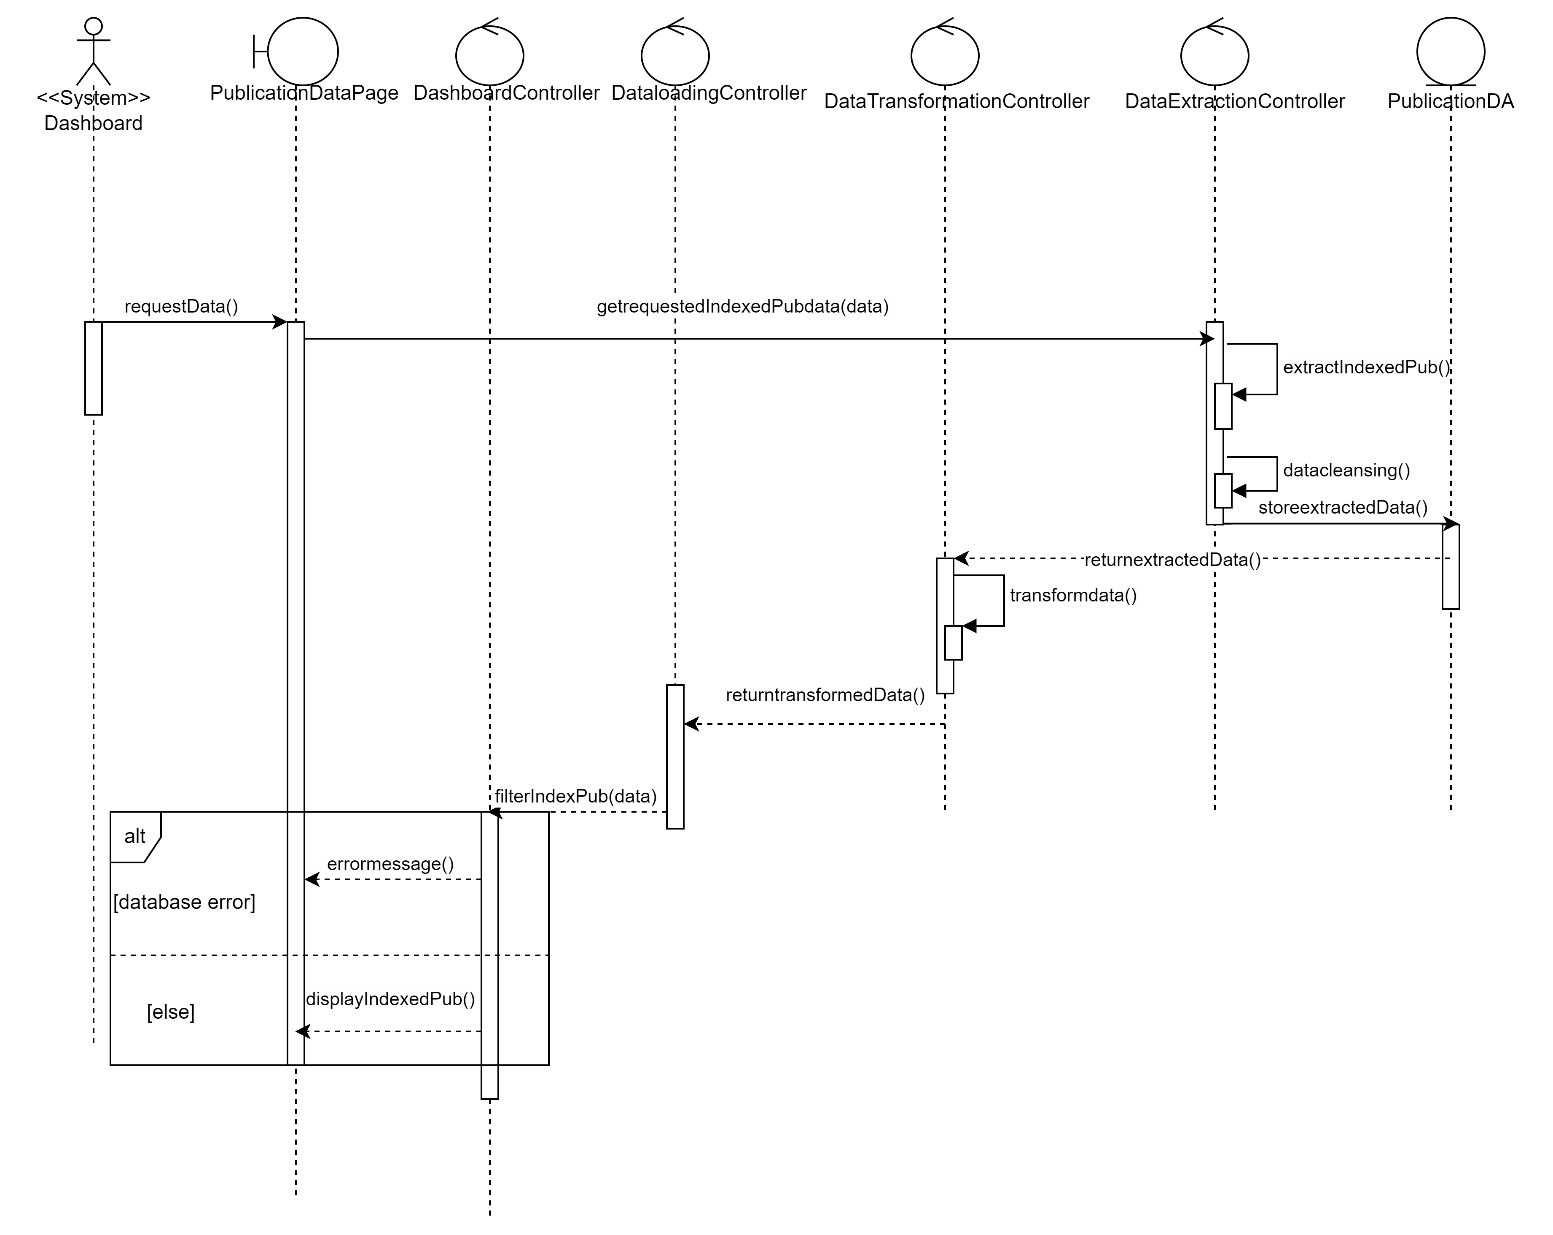 <<System>>
Dashboard
PublicationDataPage
DashboardController
DataloadingController
DataTransformationController
DataExtractionController
PublicationDA
requestData()
getrequestedIndexedPubdata(data)
extractIndexedPub()
datacleansing()
storeextractedData()
returnextractedData()
transformdata()
returntransformedData()
filterIndexPub(data)
alt
errormessage()
[database error]
displayIndexedPub()
[else]